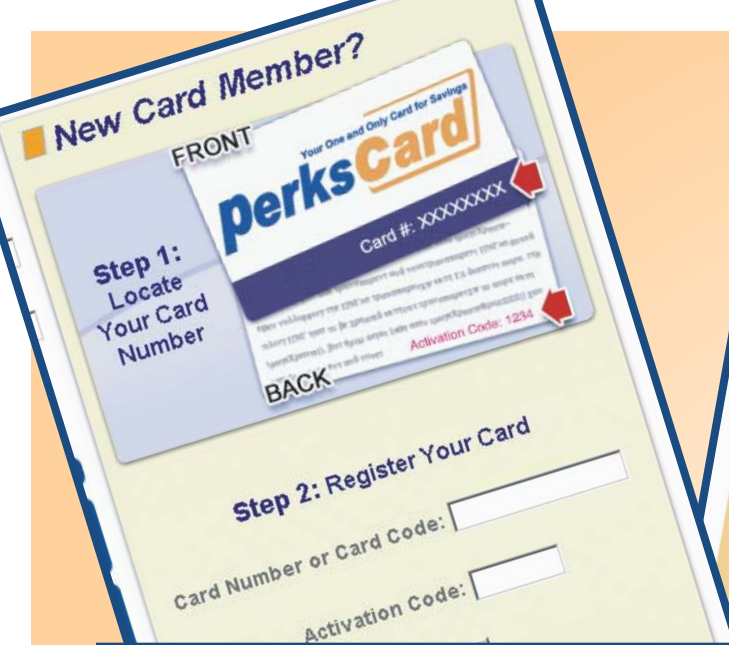 New Card Member?
FRONT
Your One and Only Card for Savings
perksCard
Card #: XXXXXXXX
Step 1:
Locate
Your Card
Number
Activation Code: 1234
BACK
Step 2: Register Your Card
Card Number or Card Code:
Activation Code: